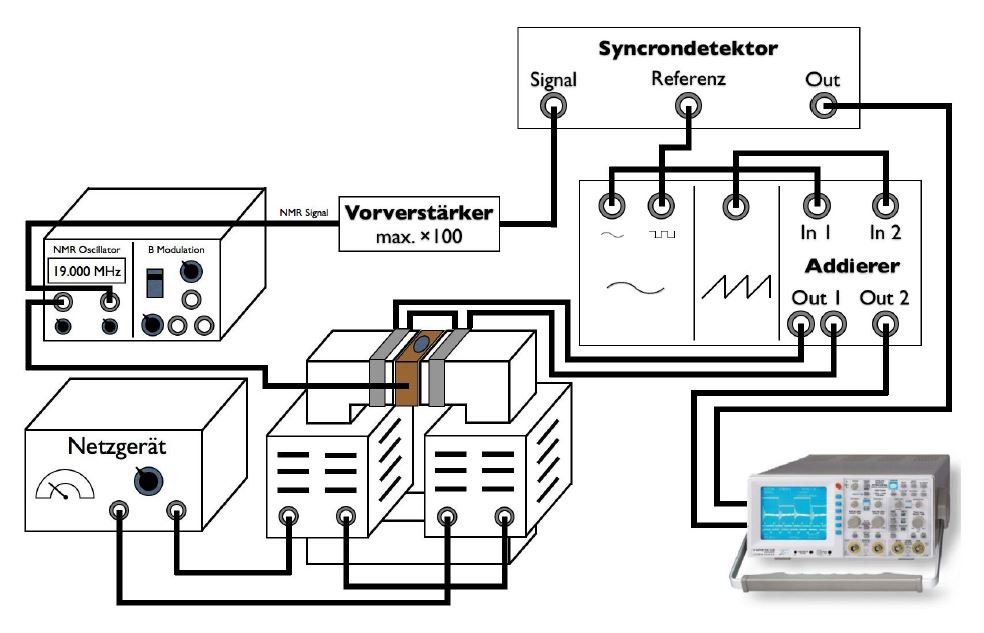 Syncrondetektor
Signal
Referenz
Out
NMR Signal
Vorverstärker
max. ×100
In 1
In 2
Addierer
Out 1
Out 2
NMR Oscillator
B Modulation
19.000 MHz
Netzgerät